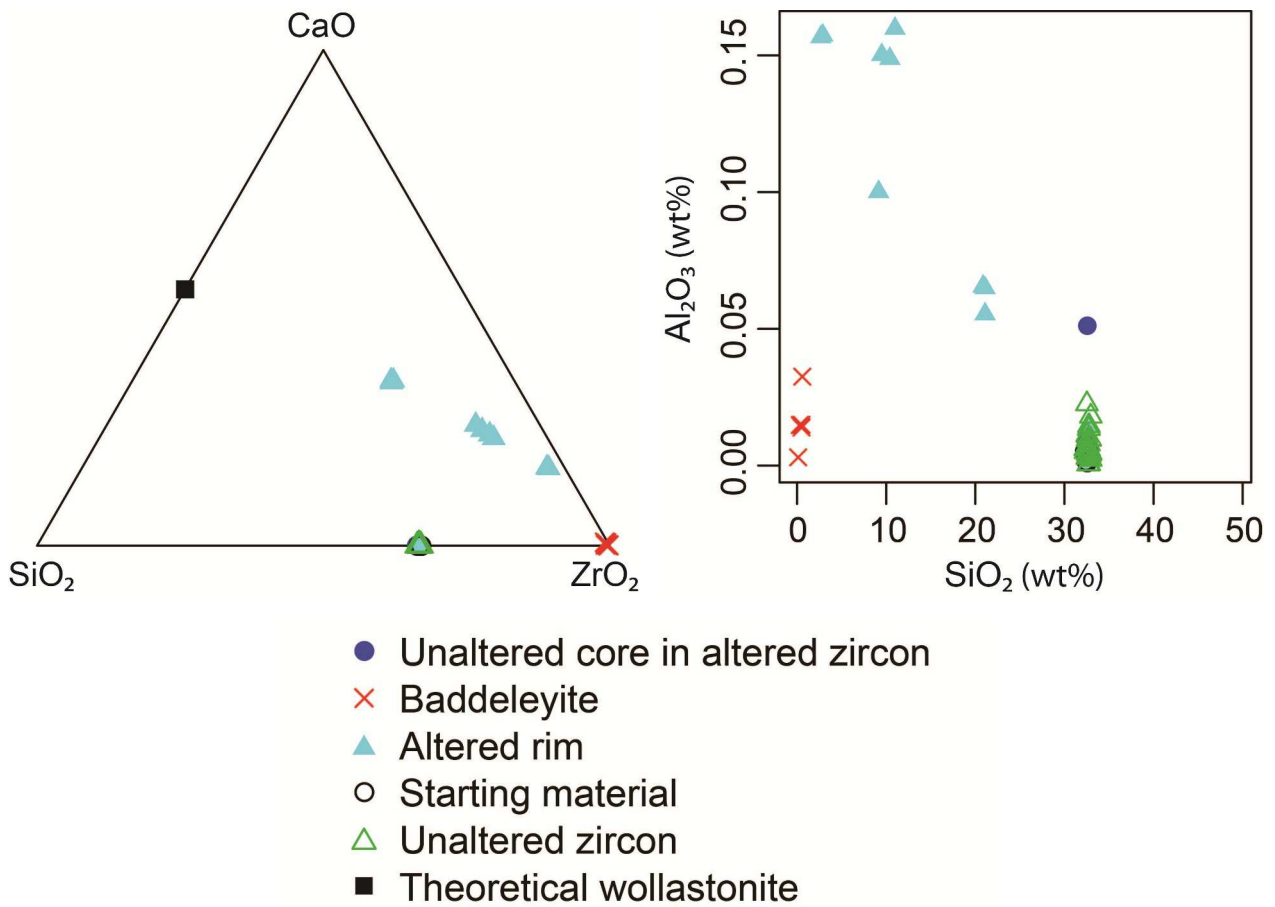 CaO
SiO₂
ZrO₂
Al₂O₃ (wt%)
0.15
0.10
0.05
0.00
0 10 20 30 40 50
SiO₂ (wt%)
Unaltered core in altered zircon
Baddeleyite
Altered rim
Starting material
Unaltered zircon
Theoretical wollastonite